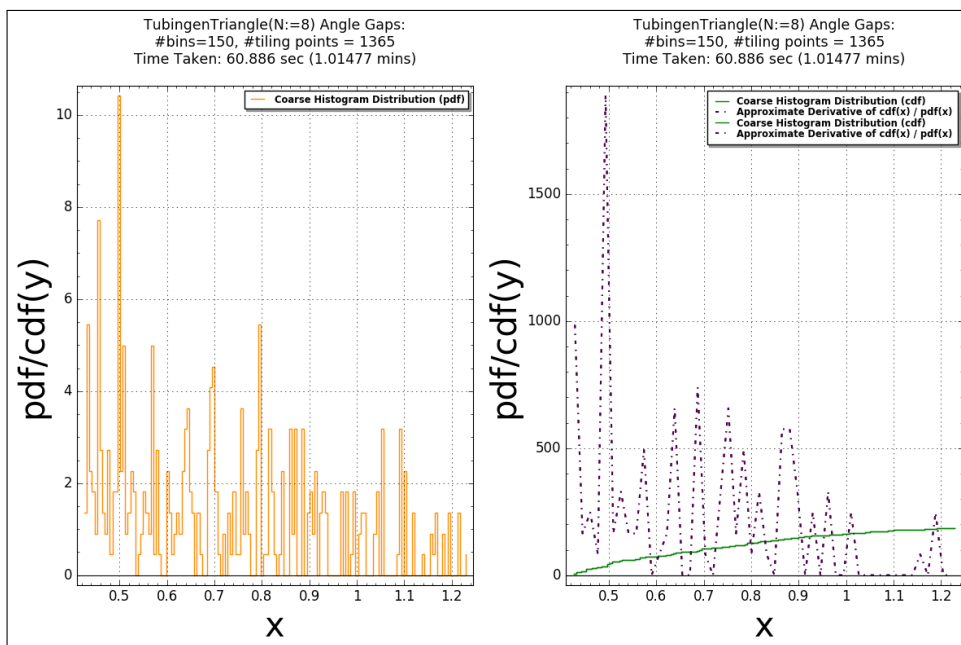 TubingenTriangle(N:=8) Angle Gaps:
#bins=150, #tiling points = 1365
Time Taken: 60.886 sec (1.01477 mins)
Coarse Histogram Distribution (pdf)
10
8
6
4
2
0
pdf/cdf(y)
0.5 0.6 0.7 0.8 0.9 1 1.1 1.2
x
TubingenTriangle(N:=8) Angle Gaps:
#bins=150, #tiling points = 1365
Time Taken: 60.886 sec (1.01477 mins)
Coarse Histogram Distribution (cdf)
Approximate Derivative of cdf(x) / pdf(x)
Coarse Histogram Distribution (cdf)
Approximate Derivative of cdf(x) / pdf(x)
1500
1000
500
0
pdf/cdf(y)
0.5 0.6 0.7 0.8 0.9 1 1.1 1.2
x